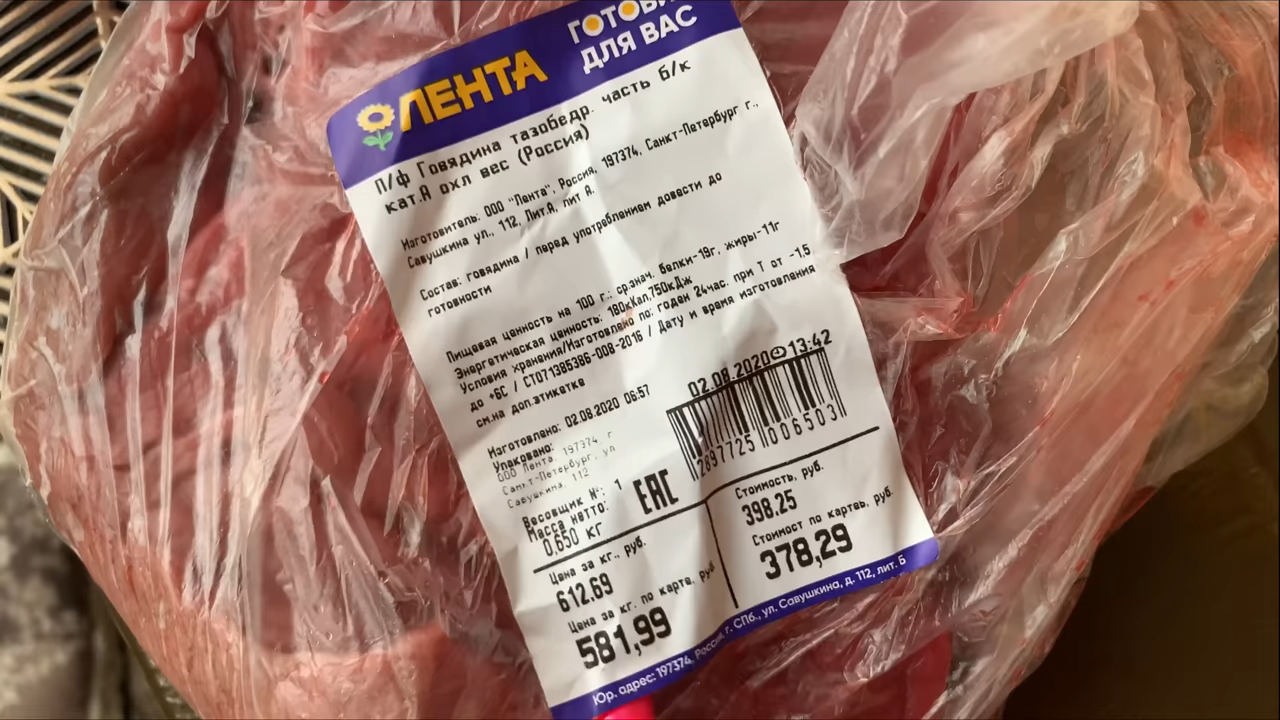 ЛЕНТА
ДЛЯ ВАС
П/ф Говядина тазобедр. часть б/к
кат.А охл вес (Россия)
Изготовитель: ООО "Лента", Россия, 197374, Санкт-Петербург г.,
Савушкина ул., 112, Лит.А, лит А.
Состав: говядина / перед употреблением довести до
готовности
Пищевая ценность на 100 г.: ср.знач. белки-19г, жиры-11г
Энергетическая ценность: 180кКал,750кДж
Условия хранения/Изготовлено по: годен 24час. при Т от -1.5
до +6С / СТО71385386-008-2016 / Дату и время изготовления
см.на доп.этикетке
Изготовлено: 02.08.2020 06:57
Упаковано:
02.08.2020 13:42
ООО Лента, 197374, г
Санкт-Петербург, ул
Савушкина, 112
2897725 006503
Весовщик №: 1
Масса нетто:
0,650 кг
ЕАС
Цена за кг., руб.
612.69
Цена за кг. по карте, руб
581,99
Стоимость, руб.
398.25
Стоимост по картев, руб.
378,29
Юр. адрес: 197374, Россия, г. СПб., ул. Савушкина, д. 112, лит. Б